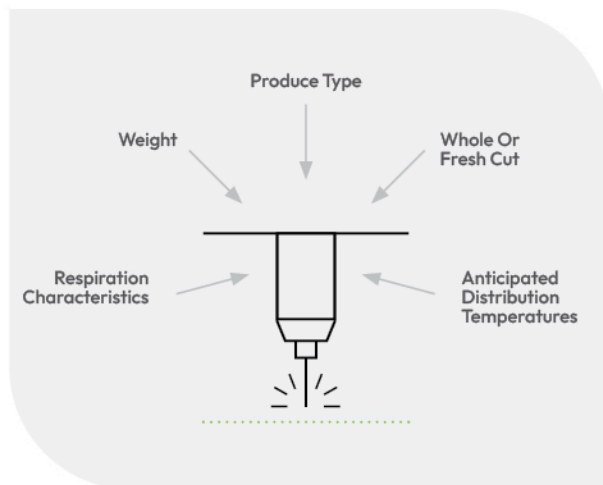 Produce Type
Weight
Whole Or
Fresh Cut
Respiration
Characteristics
Anticipated
Distribution
Temperatures